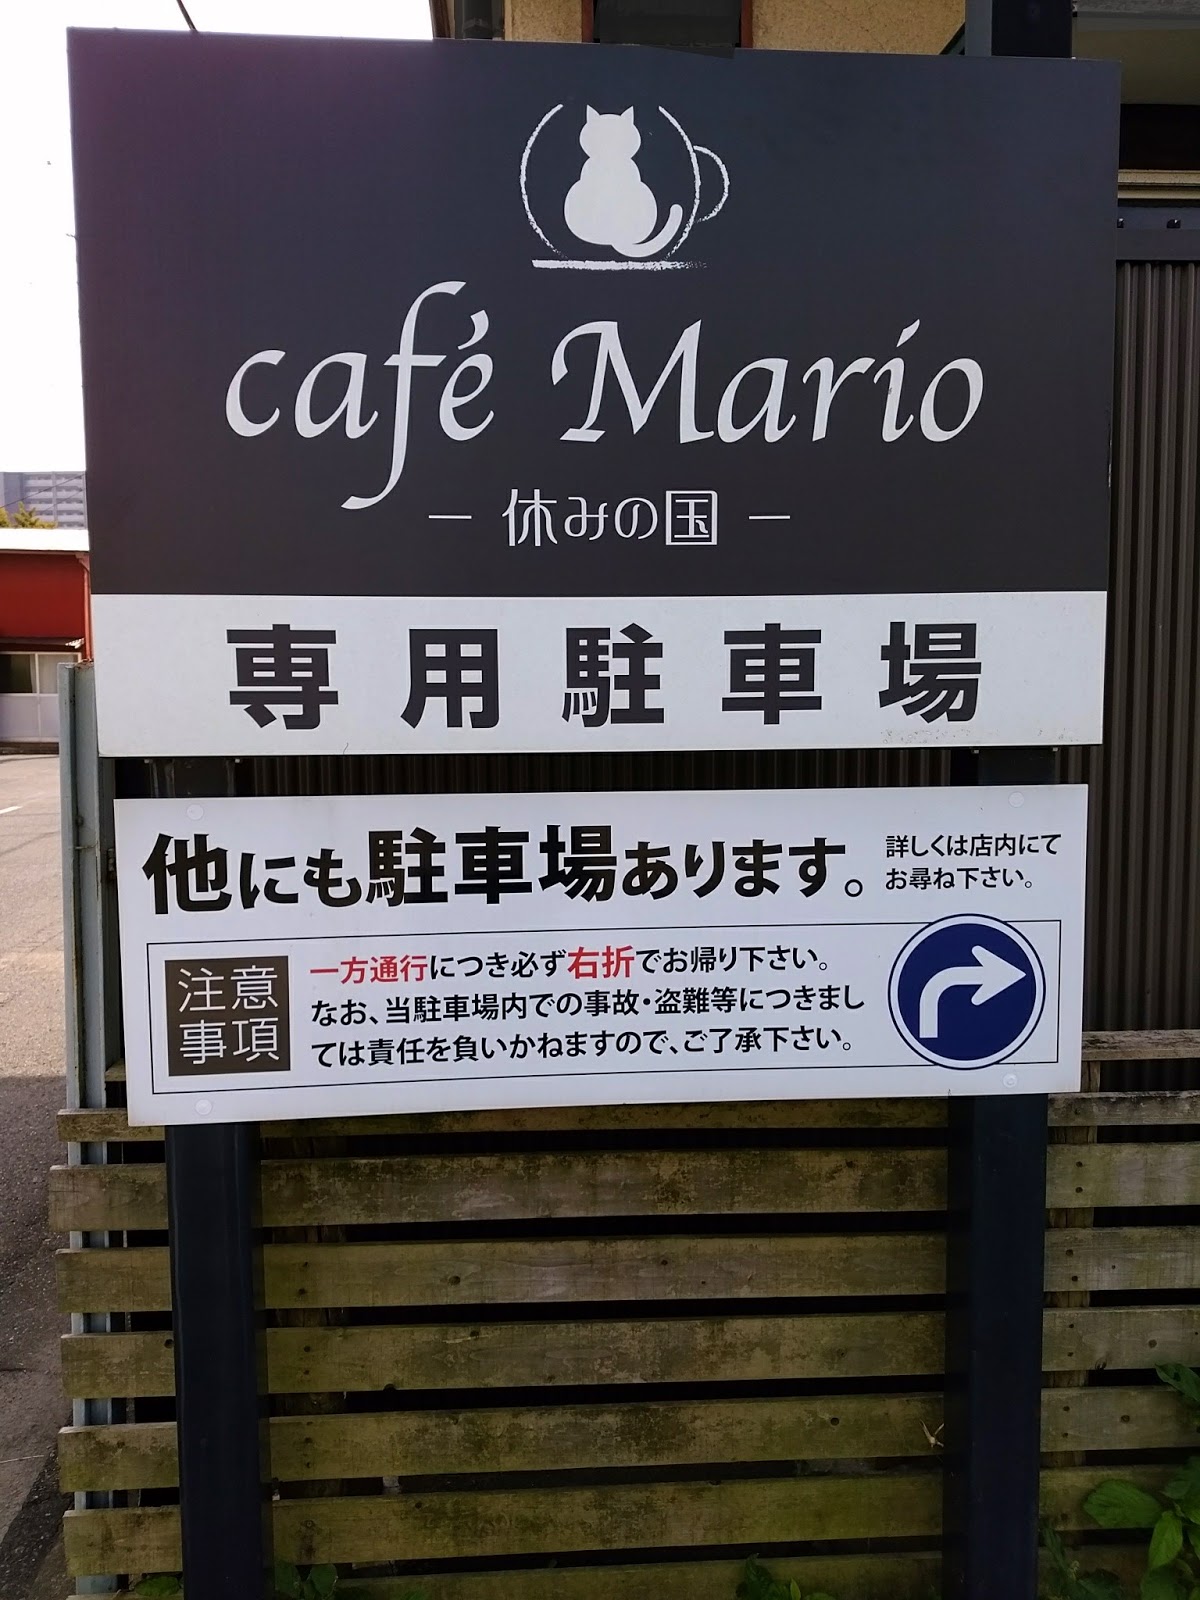 café Mario
― 休みの国 ―
専用駐車場
他にも駐車場あります。
詳しくは店内にて
お尋ね下さい。
注意
事項
一方通行につき必ず右折でお帰り下さい。
なお、当駐車場内での事故・盗難等につきまし
ては責任を負いかねますので、ご了承下さい。